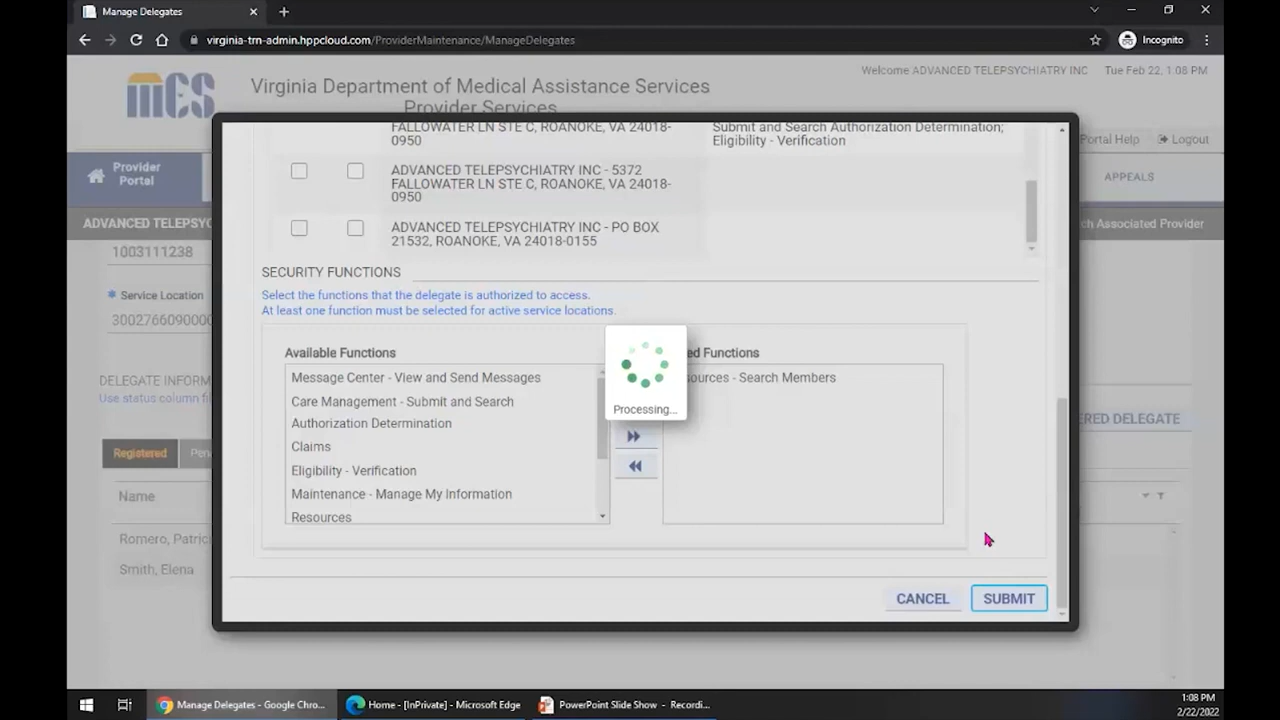 Manage Delegates
virginia-trn-admin.hppcloud.com/ProviderMaintenance/ManageDelegates
Incognito
mes
Virginia Department of Medical Assistance Services
Provider Services
Welcome ADVANCED TELEPSYCHIATRY INC Tue Feb 22, 1:08 PM
Portal Help Logout
Provider
Portal
APPEALS
ADVANCED TELEPSYC
ch Associated Provider
1003111238
* Service Location
3002766090000
DELEGATE INFORM
Use status column f
ERED DELEGATE
Registered Pen
Name
Romero, Patric
Smith, Elena
FALLOWATER LN STE C, ROANOKE, VA 24018-
0950
Submit and Search Authorization Determination;
Eligibility - Verification
ADVANCED TELEPSYCHIATRY INC - 5372
FALLOWATER LN STE C, ROANOKE, VA 24018-
0950
ADVANCED TELEPSYCHIATRY INC - PO BOX
21532, ROANOKE, VA 24018-0155
SECURITY FUNCTIONS
Select the functions that the delegate is authorized to access.
At least one function must be selected for active service locations.
Available Functions
Message Center - View and Send Messages
Care Management - Submit and Search
Authorization Determination
Claims
Eligibility - Verification
Maintenance - Manage My Information
Resources
Processing...
ed Functions
sources - Search Members
CANCEL SUBMIT
Manage Delegates - Google Chro...
Home - [InPrivate] - Microsoft Edge
PowerPoint Slide Show - Recordi...
1:08 PM
2/22/2022